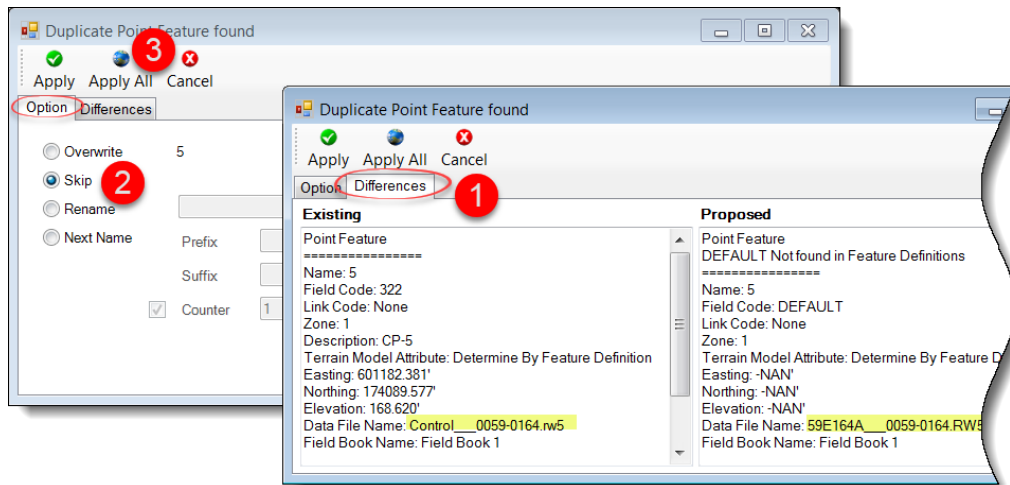 Duplicate Point Feature found
3
Apply Apply All Cancel
Option Differences
Overwrite 5
Skip
2
Rename
Next Name Prefix
Suffix
Counter 1
Duplicate Point Feature found
Apply Apply All Cancel
Option Differences
1
Existing
Point Feature
================
Name: 5
Field Code: 322
Link Code: None
Zone: 1
Description: CP-5
Terrain Model Attribute: Determine By Feature Definition
Easting: 601182.381'
Northing: 174089.577'
Elevation: 168.620'
Data File Name: Control___0059-0164.rw5
Field Book Name: Field Book 1
Proposed
Point Feature
DEFAULT Not found in Feature Definitions
================
Name: 5
Field Code: DEFAULT
Link Code: None
Zone: 1
Terrain Model Attribute: Determine By Feature D
Easting: -NAN'
Northing: -NAN'
Elevation: -NAN'
Data File Name: 59E164A___0059-0164.RW5
Field Book Name: Field Book 1